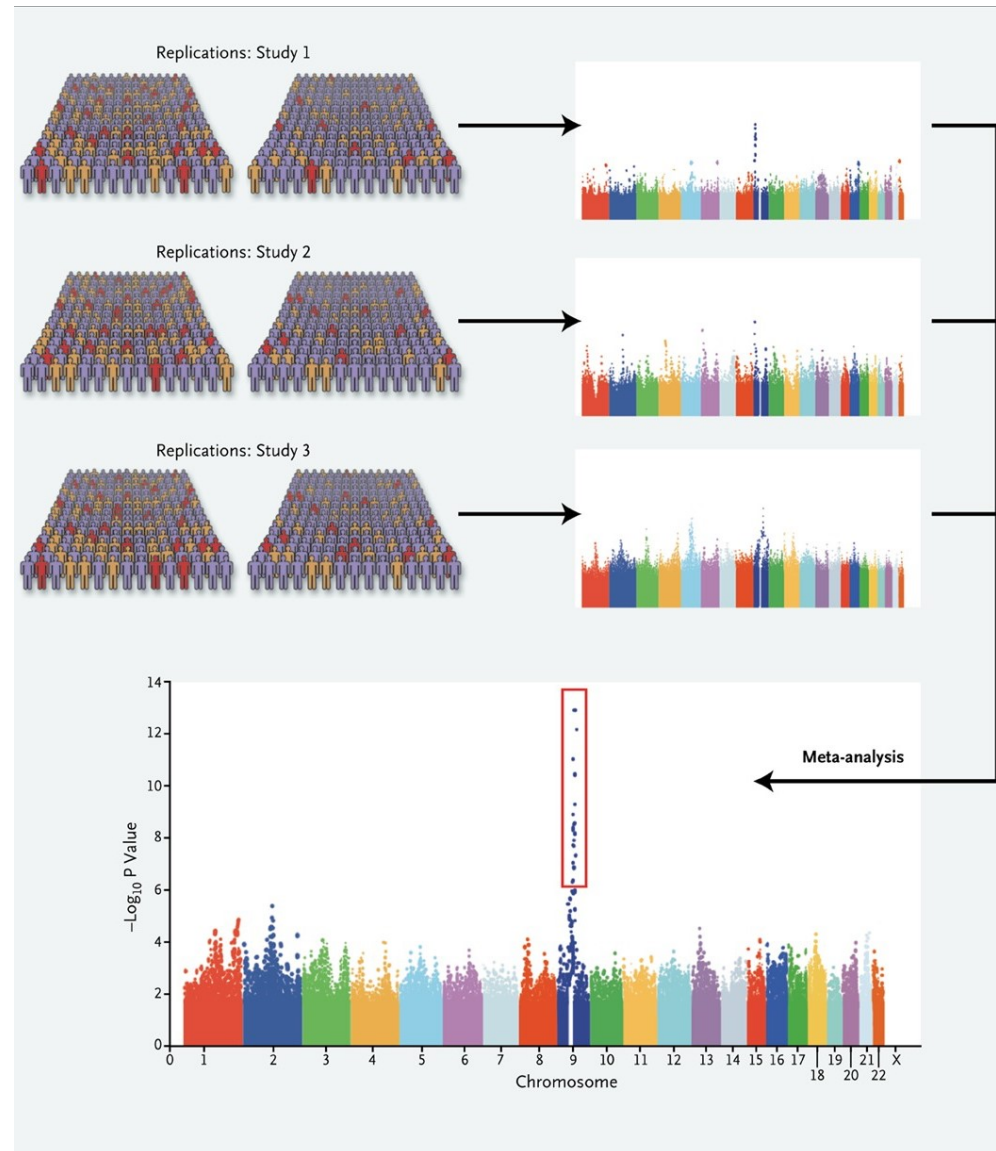 Replications: Study 1
Replications: Study 2
Replications: Study 3
14
12
10
8
6
4
2
0
–Log10 P Value
Meta-analysis
0 1 2 3 4 5 6 7 8 9 10 11 12 13 14 15 16 17 18 19 20 21 22 X
Chromosome